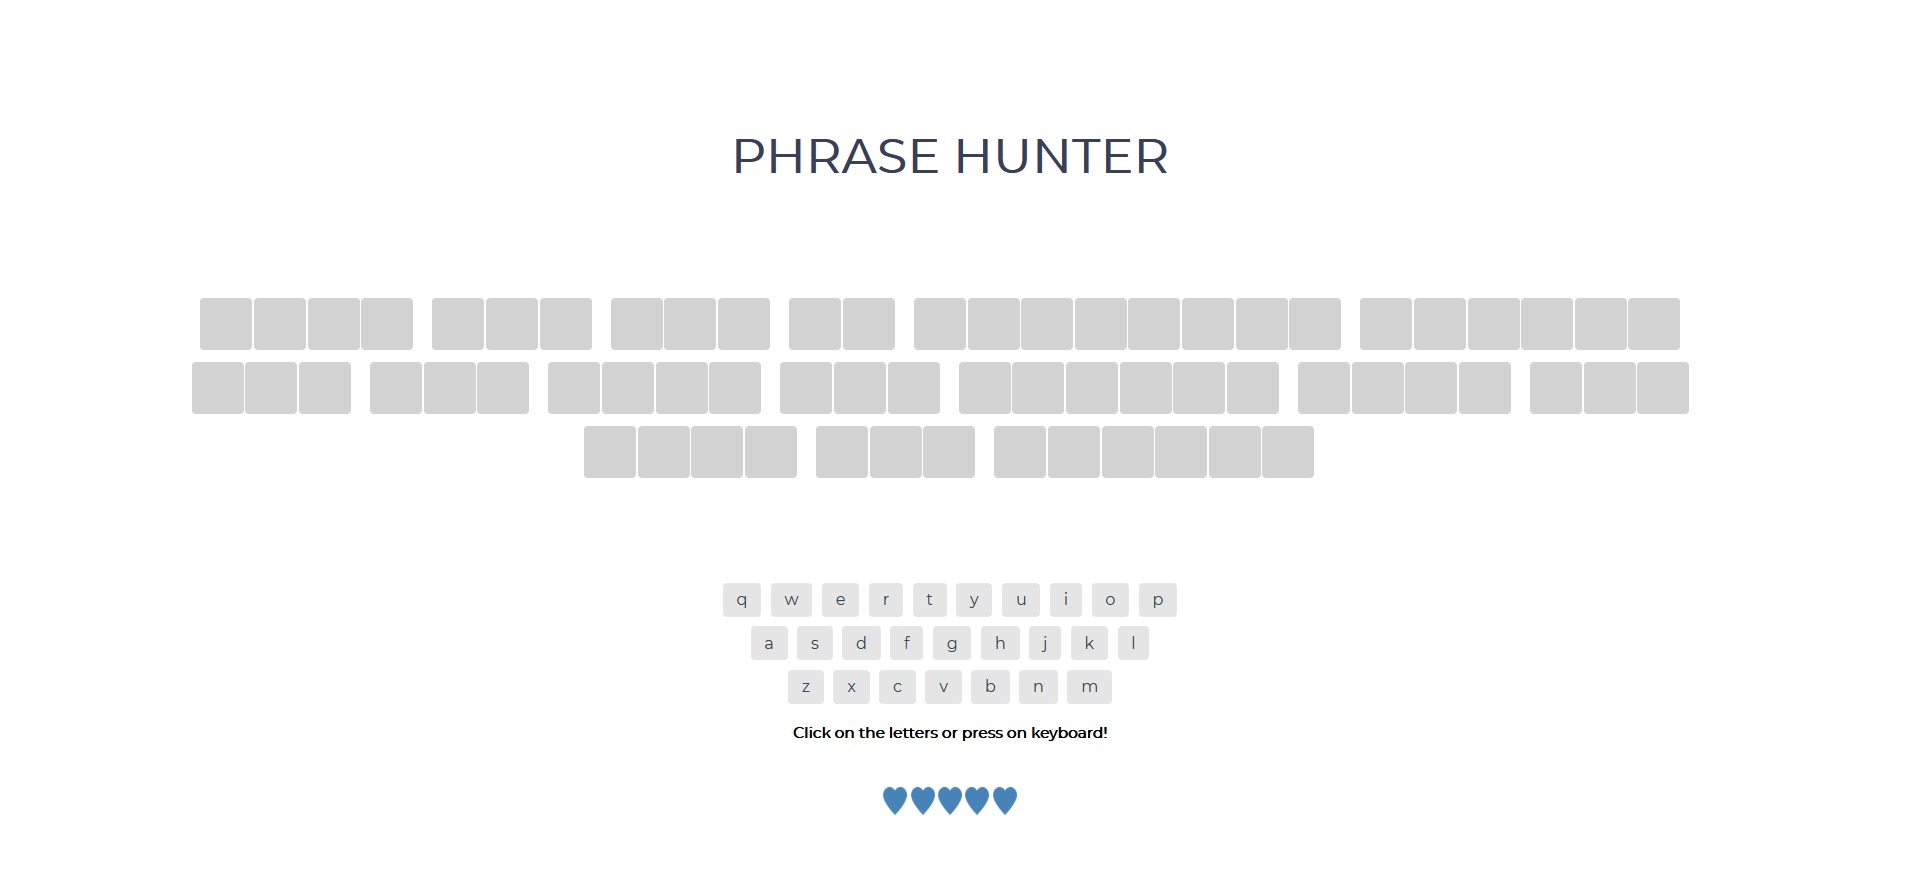 PHRASE HUNTER
q w e r t y u i o p
a s d f g h j k l
z x c v b n m
Click on the letters or press on keyboard!